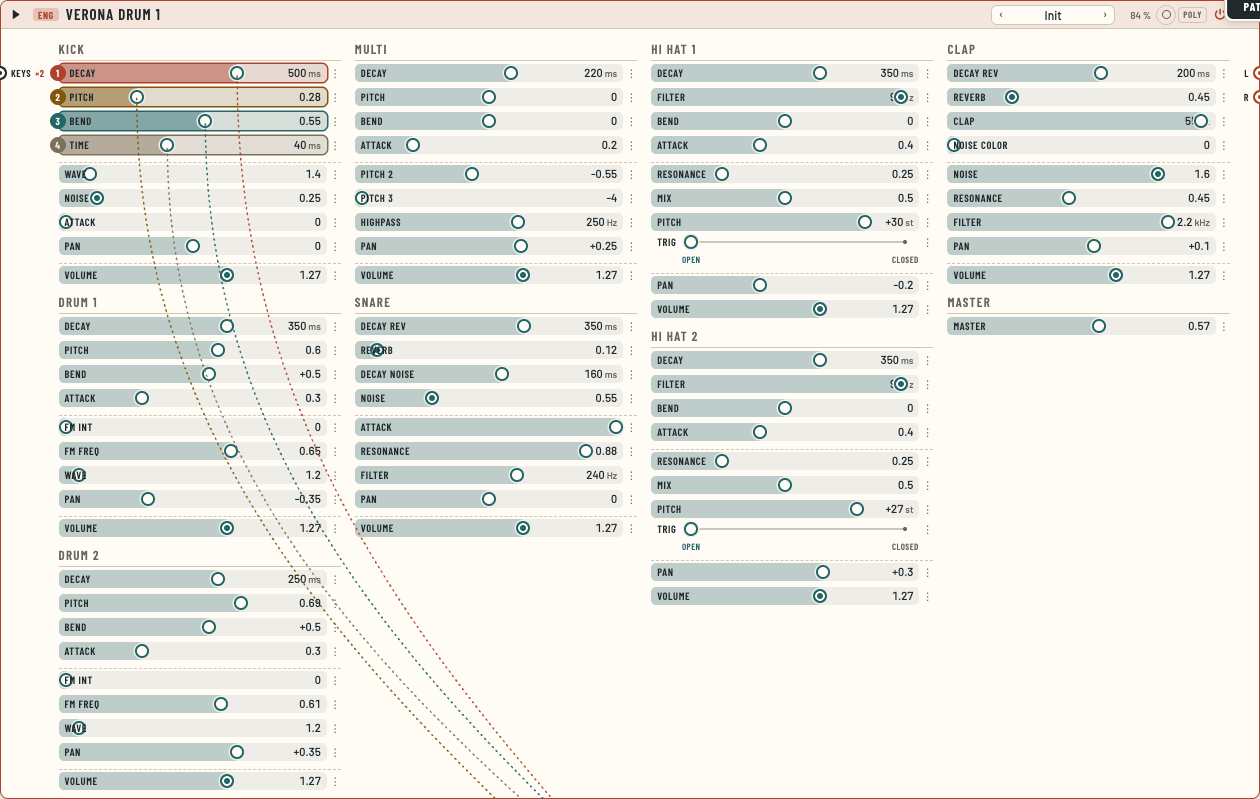 ENG VERONA DRUM 1
‹ Init ›
84 % POLY
PAT
KEYS ×2
L
R
KICK
1 DECAY 500 ms
2 PITCH 0.28
3 BEND 0.55
4 TIME 40 ms
WAVE 1.4
NOISE 0.25
ATTACK 0
PAN 0
VOLUME 1.27
DRUM 1
DECAY 350 ms
PITCH 0.6
BEND +0.5
ATTACK 0.3
FM INT 0
FM FREQ 0.65
WAVE 1.2
PAN -0.35
VOLUME 1.27
DRUM 2
DECAY 250 ms
PITCH 0.69
BEND +0.5
ATTACK 0.3
FM INT 0
FM FREQ 0.61
WAVE 1.2
PAN +0.35
VOLUME 1.27
MULTI
DECAY 220 ms
PITCH 0
BEND 0
ATTACK 0.2
PITCH 2 -0.55
PITCH 3 -4
HIGHPASS 250 Hz
PAN +0.25
VOLUME 1.27
SNARE
DECAY REV 350 ms
REVERB 0.12
DECAY NOISE 160 ms
NOISE 0.55
ATTACK
RESONANCE 0.88
FILTER 240 Hz
PAN 0
VOLUME 1.27
HI HAT 1
DECAY 350 ms
FILTER
BEND 0
ATTACK 0.4
RESONANCE 0.25
MIX 0.5
PITCH +30 st
TRIG
OPEN CLOSED
PAN -0.2
VOLUME 1.27
HI HAT 2
DECAY 350 ms
FILTER
BEND 0
ATTACK 0.4
RESONANCE 0.25
MIX 0.5
PITCH +27 st
TRIG
OPEN CLOSED
PAN +0.3
VOLUME 1.27
CLAP
DECAY REV 200 ms
REVERB 0.45
CLAP
NOISE COLOR 0
NOISE 1.6
RESONANCE 0.45
FILTER 2.2 kHz
PAN +0.1
VOLUME 1.27
MASTER
MASTER 0.57